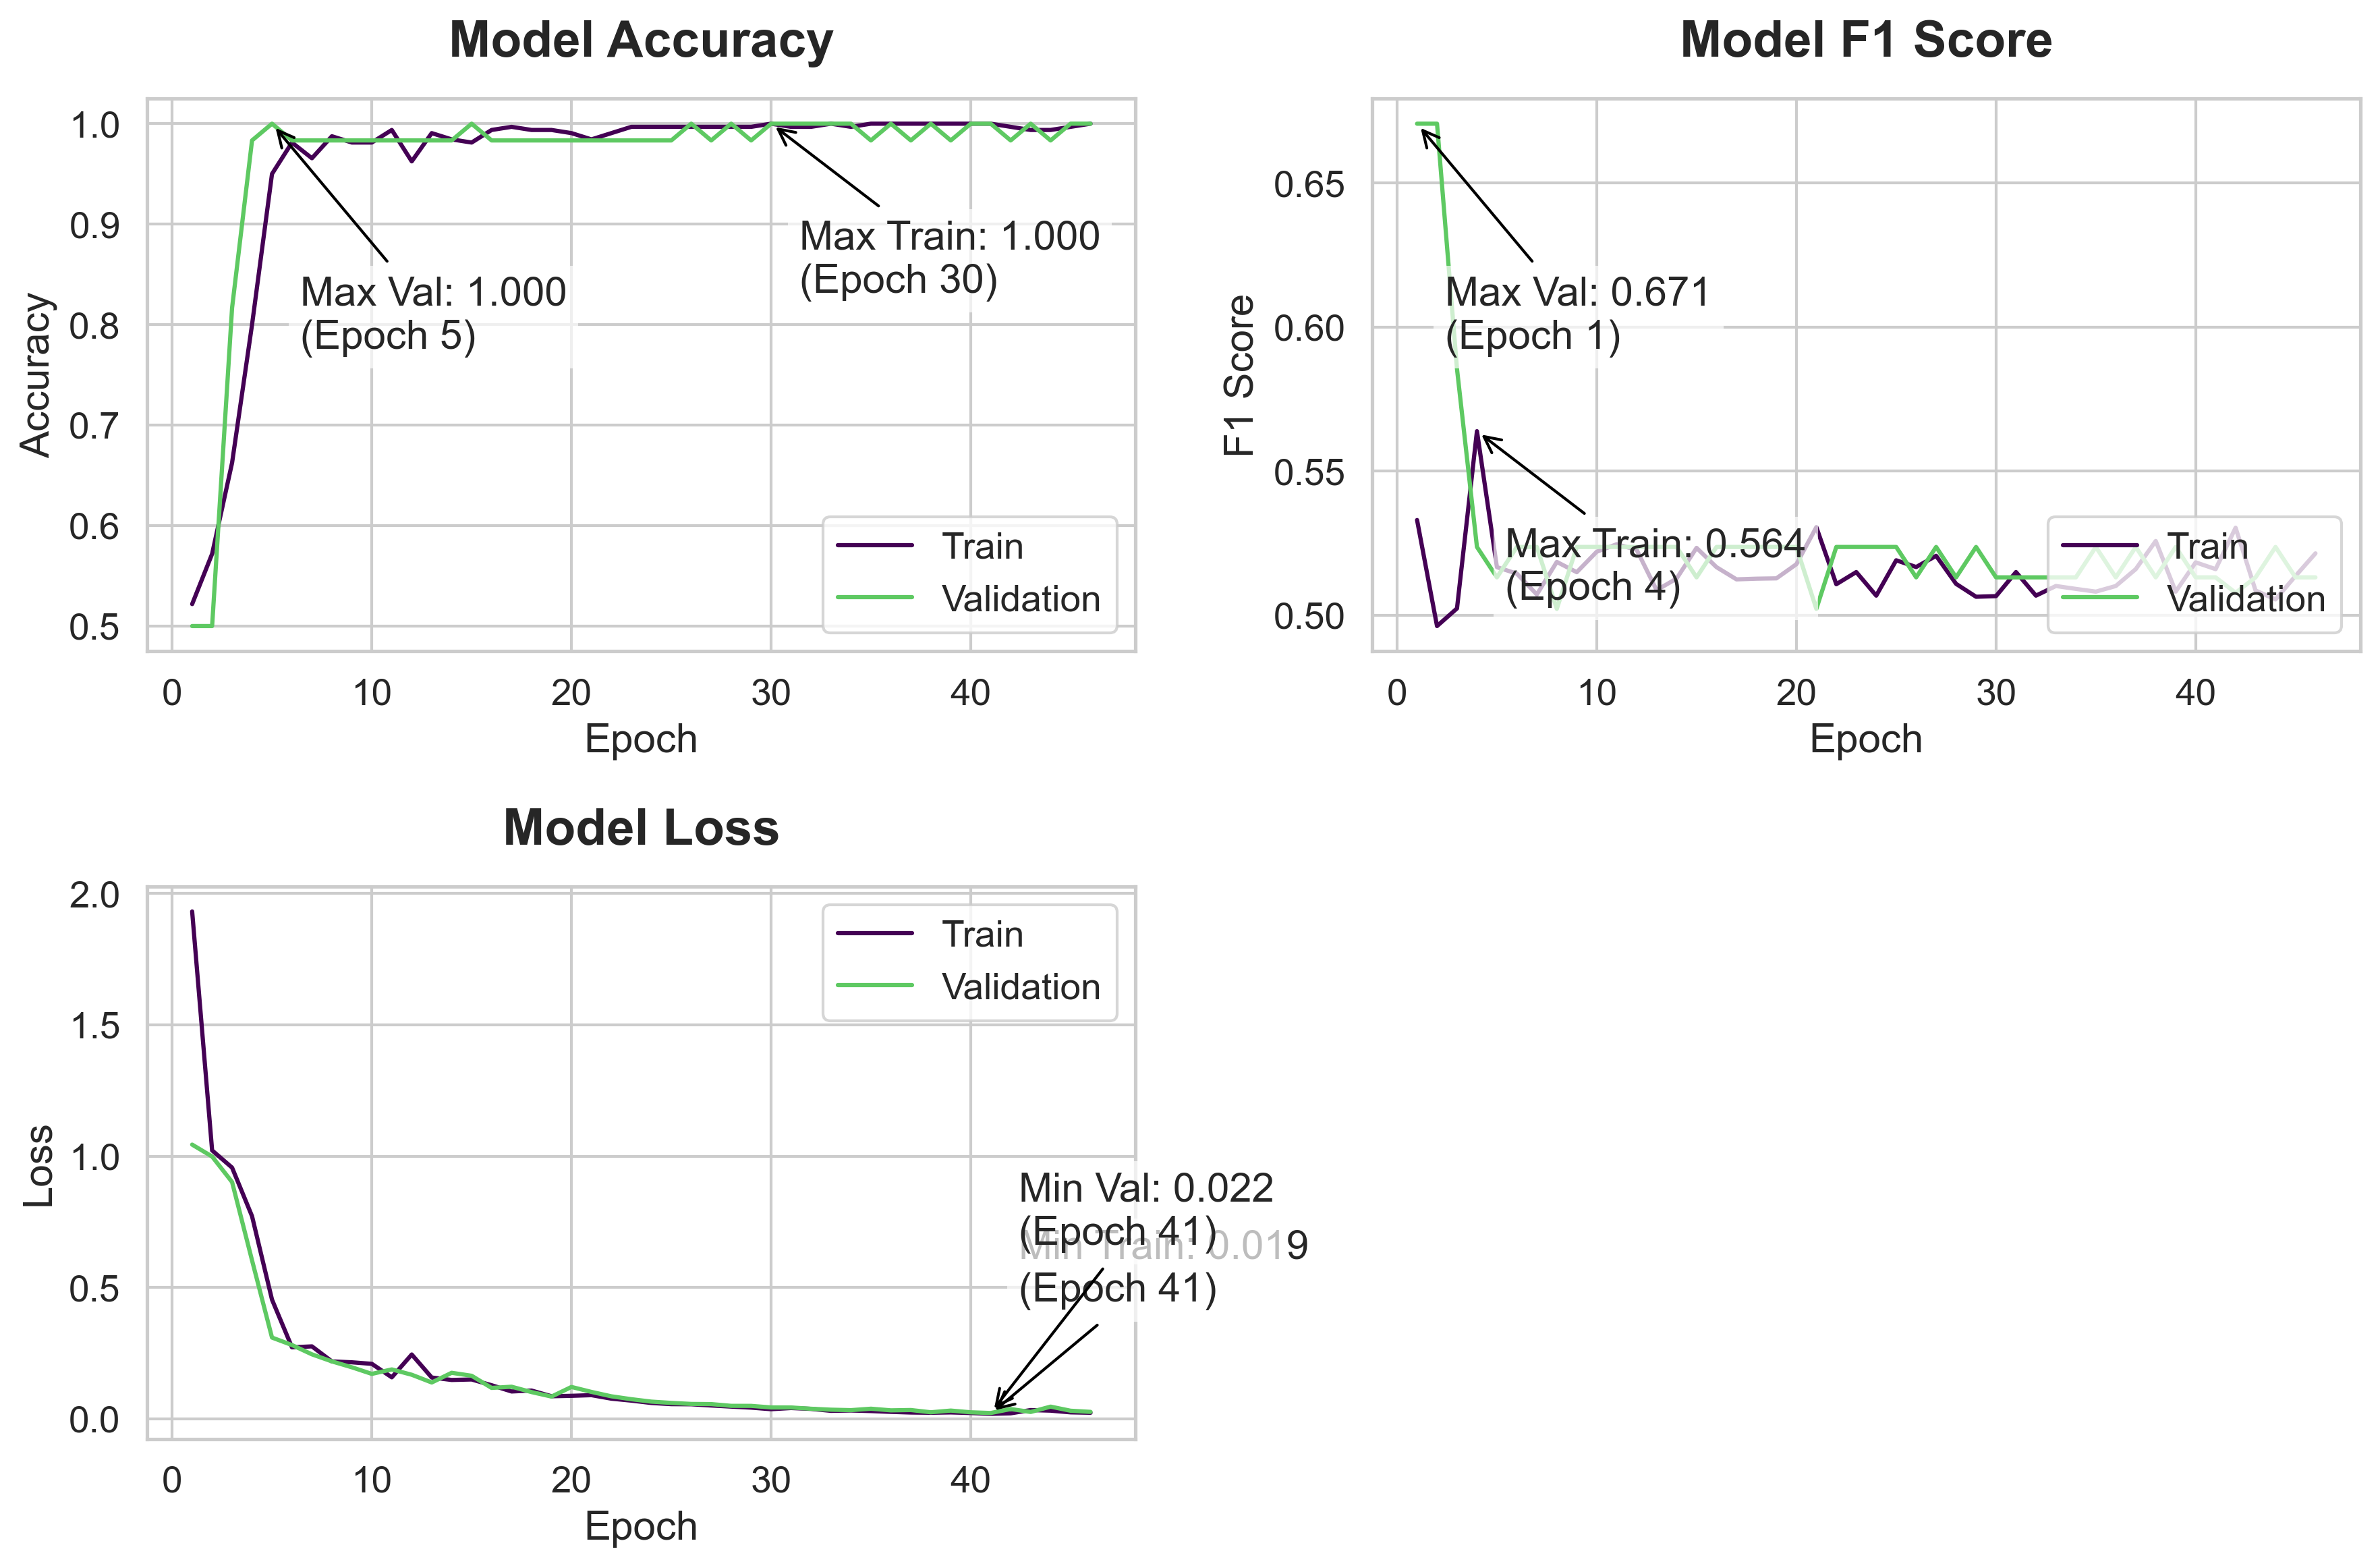 Model Accuracy
1.0
0.9
0.8
0.7
0.6
0.5
Accuracy
Max Val: 1.000
(Epoch 5)
Max Train: 1.000
(Epoch 30)
Train
Validation
0
10
20
30
40
Epoch
Model F1 Score
0.65
0.60
0.55
0.50
F1 Score
Max Val: 0.671
(Epoch 1)
Max Train: 0.564
(Epoch 4)
Train
Validation
0
10
20
30
40
Epoch
Model Loss
2.0
1.5
1.0
0.5
0.0
Loss
Train
Validation
Min Val: 0.022
(Epoch 41)
Min Train: 0.019
(Epoch 41)
0
10
20
30
40
Epoch